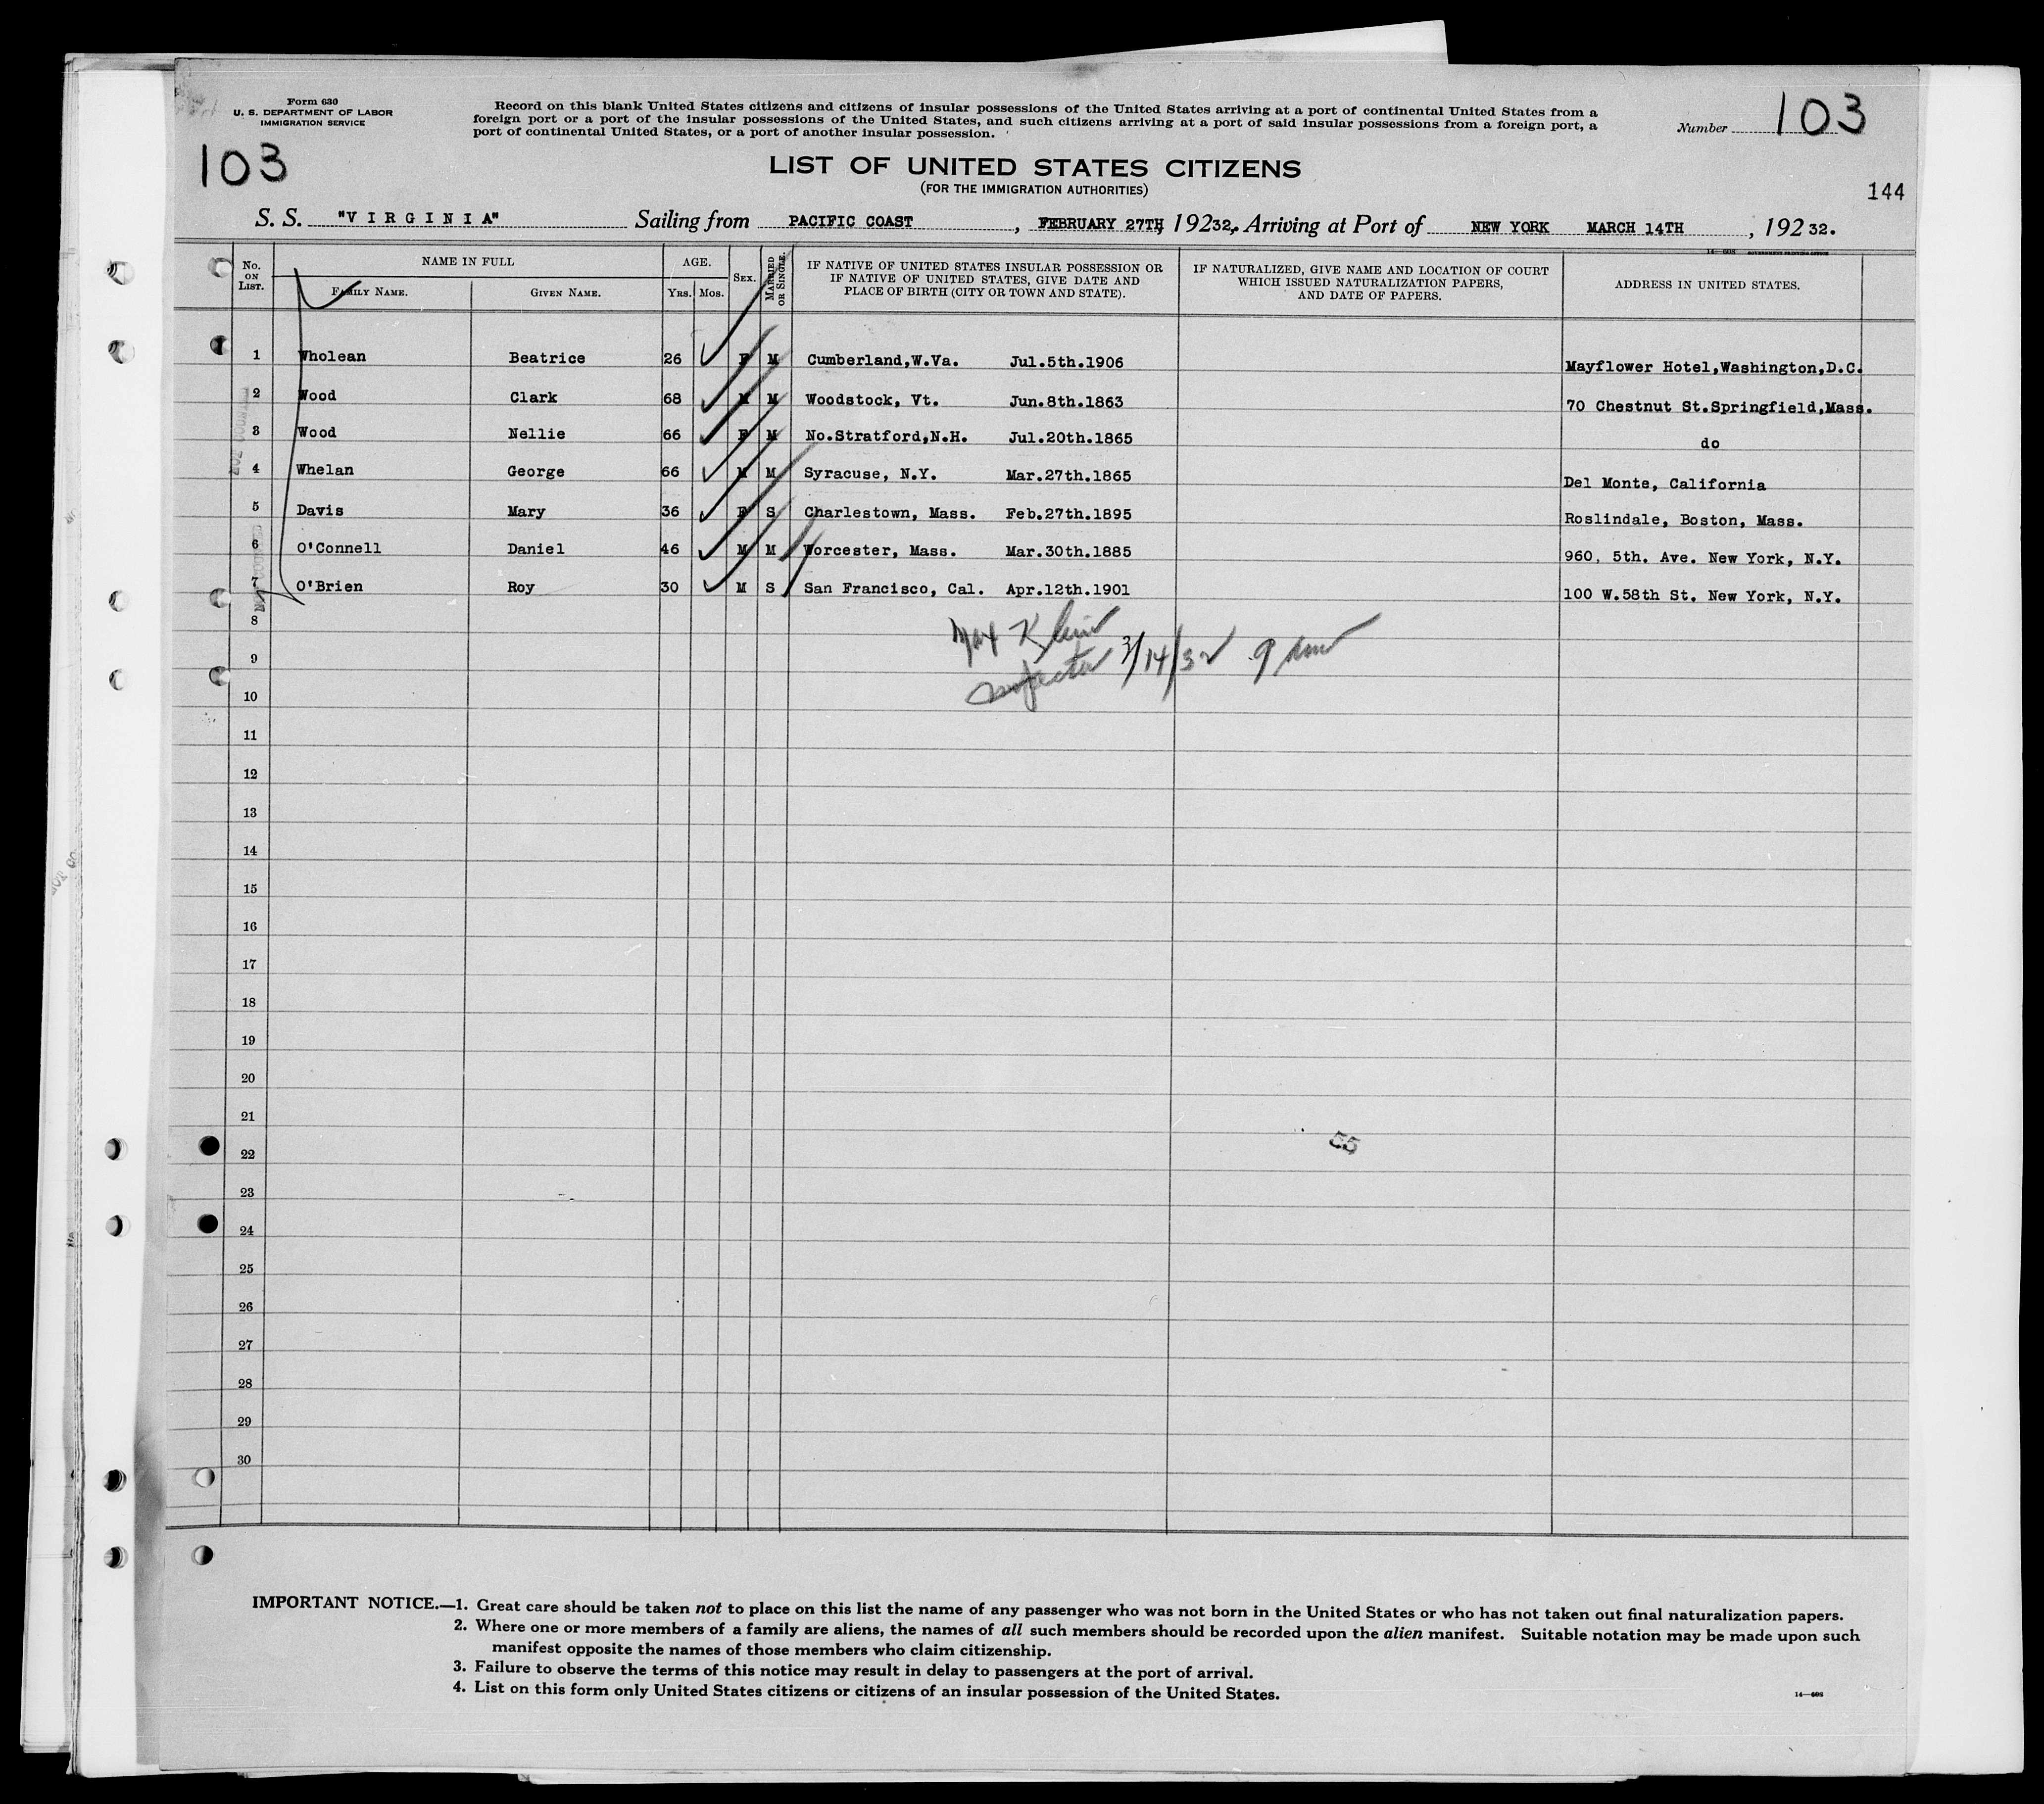 Form 630
U. S. DEPARTMENT OF LABOR
IMMIGRATION SERVICE
103
Record on this blank United States citizens and citizens of insular possessions of the United States arriving at a port of continental United States from a
foreign port or a port of the insular possessions of the United States, and such citizens arriving at a port of said insular possessions from a foreign port, a
port of continental United States, or a port of another insular possession.
Number 103
LIST OF UNITED STATES CITIZENS
(FOR THE IMMIGRATION AUTHORITIES)
144
S. S. "V I R G I N I A" Sailing from PACIFIC COAST, FEBRUARY 27TH, 192 32, Arriving at Port of NEW YORK MARCH 14TH, 192 32.
14—608 GOVERNMENT PRINTING OFFICE
No. ON LIST. NAME IN FULL AGE. SEX. MARRIED OR SINGLE. IF NATIVE OF UNITED STATES INSULAR POSSESSION OR IF NATIVE OF UNITED STATES, GIVE DATE AND PLACE OF BIRTH (CITY OR TOWN AND STATE). IF NATURALIZED, GIVE NAME AND LOCATION OF COURT WHICH ISSUED NATURALIZATION PAPERS, AND DATE OF PAPERS. ADDRESS IN UNITED STATES.
FAMILY NAME. GIVEN NAME. YRS. MOS.
1 Wholean Beatrice 26 F M Cumberland,W.Va. Jul.5th.1906 Mayflower Hotel,Washington,D.C.
2 Wood Clark 68 M M Woodstock, Vt. Jun.8th.1863 70 Chestnut St.Springfield,Mass.
3 Wood Nellie 66 F M No.Stratford,N.H. Jul.20th.1865 do
4 Whelan George 66 M M Syracuse, N.Y. Mar.27th.1865 Del Monte, California
5 Davis Mary 36 F S Charlestown, Mass. Feb.27th.1895 Roslindale, Boston, Mass.
6 O'Connell Daniel 46 M M Worcester, Mass. Mar.30th.1885 960, 5th. Ave. New York, N.Y.
7 O'Brien Roy 30 M S San Francisco, Cal. Apr.12th.1901 100 W.58th St. New York, N.Y.
8
Max Klein
Inspector 3/14/32
9
10
11
12
13
14
15
16
17
18
19
20
21
55
22
23
24
25
26
27
28
29
30
IMPORTANT NOTICE.—1. Great care should be taken not to place on this list the name of any passenger who was not born in the United States or who has not taken out final naturalization papers.
2. Where one or more members of a family are aliens, the names of all such members should be recorded upon the alien manifest. Suitable notation may be made upon such
manifest opposite the names of those members who claim citizenship.
3. Failure to observe the terms of this notice may result in delay to passengers at the port of arrival.
4. List on this form only United States citizens or citizens of an insular possession of the United States.
14—608